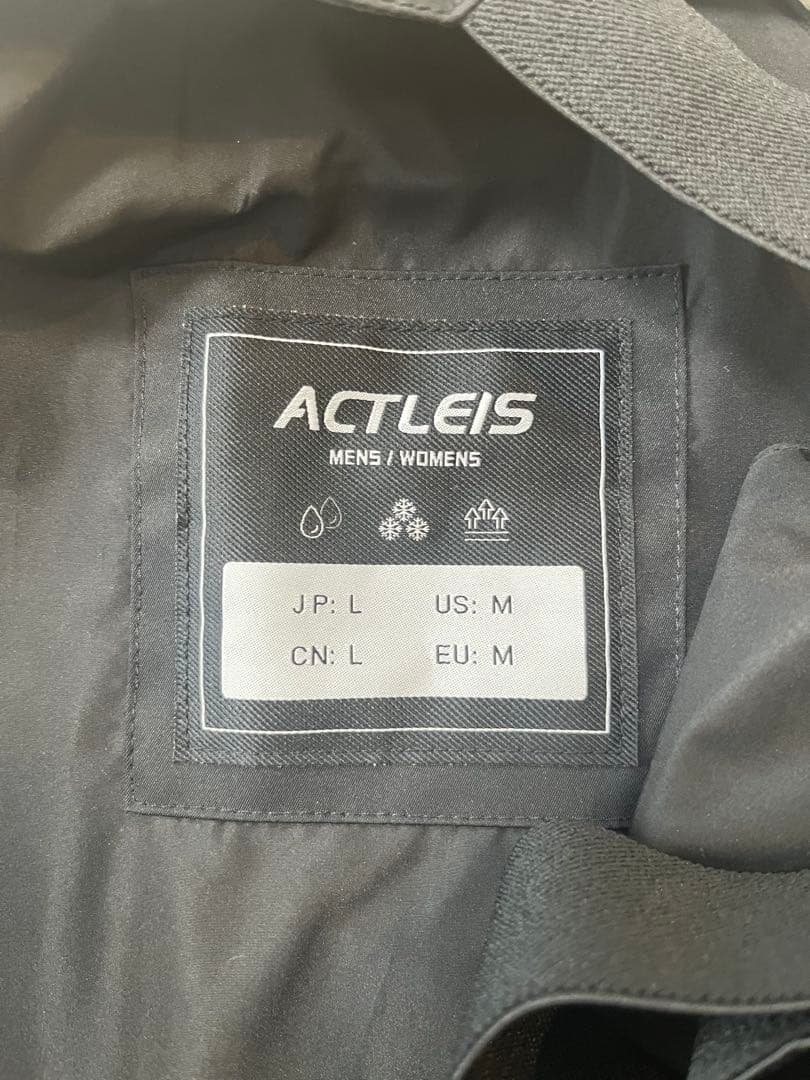 ACTLEIS
MENS / WOMENS
JP: L US: M
CN: L EU: M